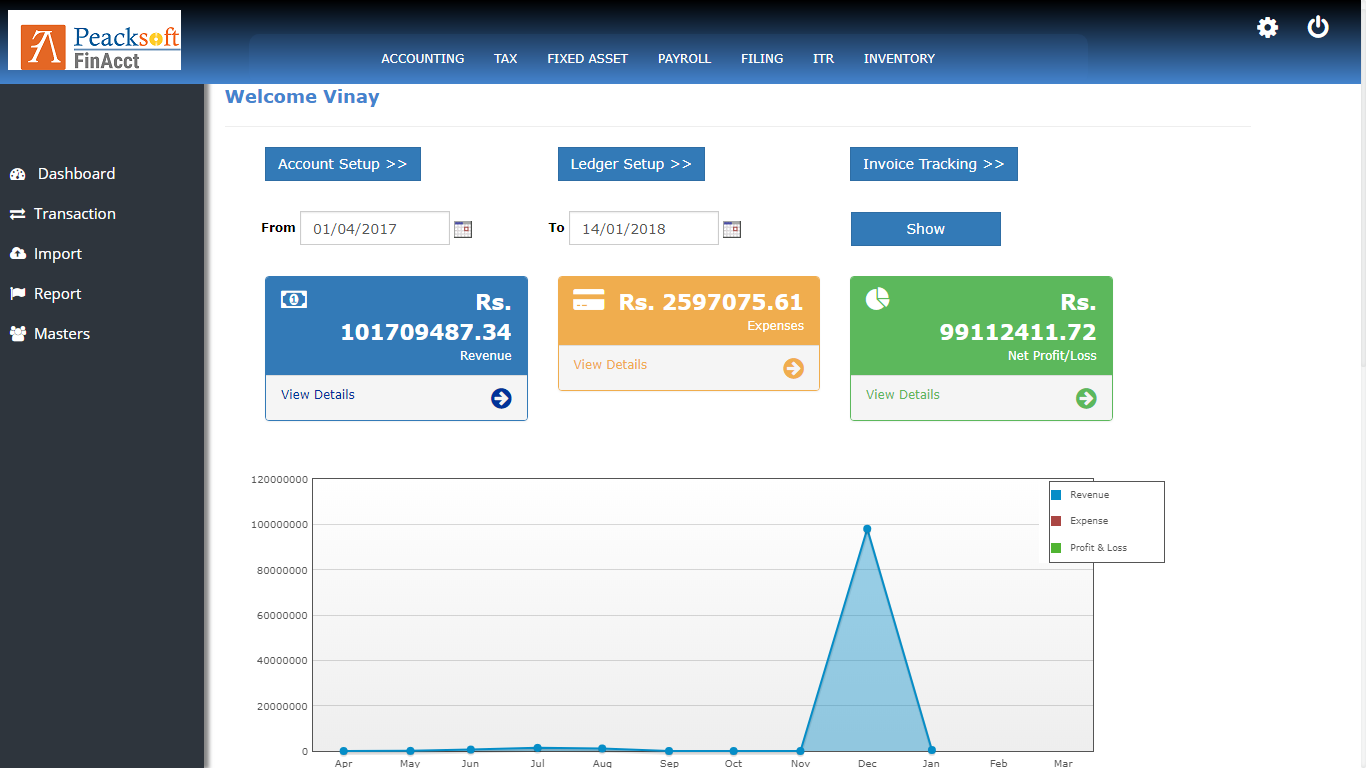 Peacksoft
FinAcct
ACCOUNTING TAX FIXED ASSET PAYROLL FILING ITR INVENTORY
Welcome Vinay
Dashboard
Transaction
Import
Report
Masters
Account Setup >> Ledger Setup >> Invoice Tracking >>
From 01/04/2017 To 14/01/2018 Show
Rs.
101709487.34
Revenue
View Details
Rs. 2597075.61
Expenses
View Details
Rs.
99112411.72
Net Profit/Loss
View Details
120000000
100000000
80000000
60000000
40000000
20000000
0
Apr May Jun Jul Aug Sep Oct Nov Dec Jan Feb Mar
Revenue
Expense
Profit & Loss